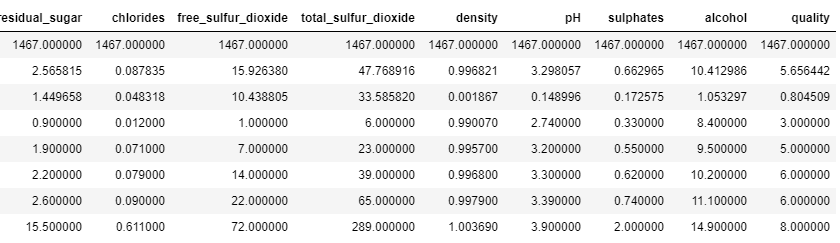 residual_sugar chlorides free_sulfur_dioxide total_sulfur_dioxide density pH sulphates alcohol quality
1467.000000 1467.000000 1467.000000 1467.000000 1467.000000 1467.000000 1467.000000 1467.000000 1467.000000
2.565815 0.087835 15.926380 47.768916 0.996821 3.298057 0.662965 10.412986 5.656442
1.449658 0.048318 10.438805 33.585820 0.001867 0.148996 0.172575 1.053297 0.804509
0.900000 0.012000 1.000000 6.000000 0.990070 2.740000 0.330000 8.400000 3.000000
1.900000 0.071000 7.000000 23.000000 0.995700 3.200000 0.550000 9.500000 5.000000
2.200000 0.079000 14.000000 39.000000 0.996800 3.300000 0.620000 10.200000 6.000000
2.600000 0.090000 22.000000 65.000000 0.997900 3.390000 0.740000 11.100000 6.000000
15.500000 0.611000 72.000000 289.000000 1.003690 3.900000 2.000000 14.900000 8.000000